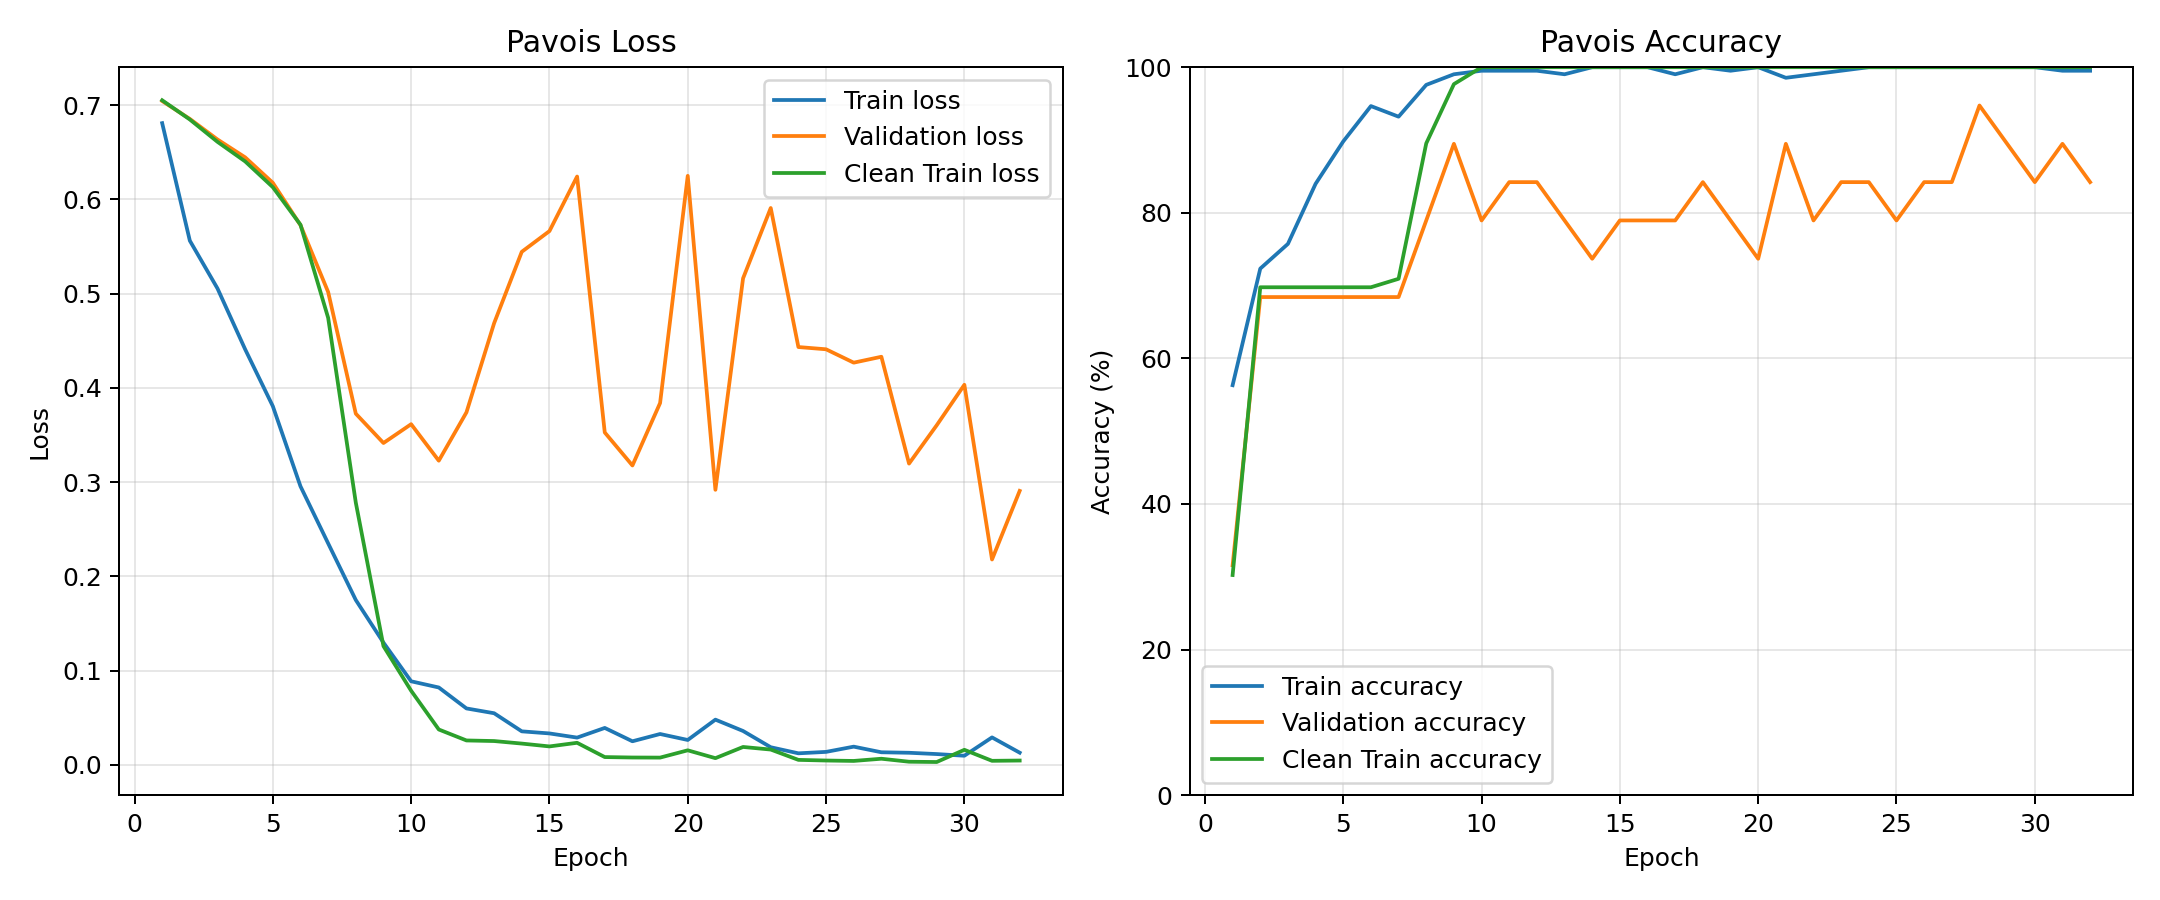 Pavois Loss
Train loss
Validation loss
Clean Train loss
0.7
0.6
0.5
0.4
0.3
0.2
0.1
0.0
Loss
0
5
10
15
20
25
30
Epoch
Pavois Accuracy
100
80
60
40
20
0
Accuracy (%)
Train accuracy
Validation accuracy
Clean Train accuracy
0
5
10
15
20
25
30
Epoch